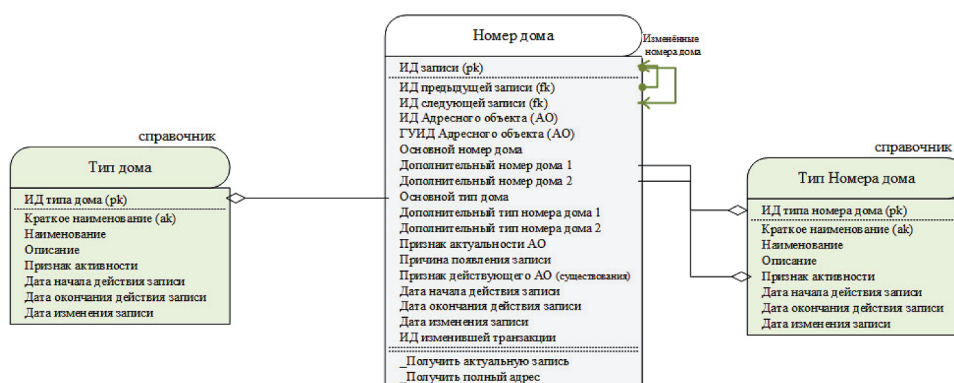 Номер дома
Изменённые
номера дома
ИД записи (pk)
ИД предыдущей записи (fk)
ИД следующей записи (fk)
ИД Адресного объекта (АО)
ГУИД Адресного объекта (АО)
Основной номер дома
Дополнительный номер дома 1
Дополнительный номер дома 2
Основной тип дома
Дополнительный тип номера дома 1
Дополнительный тип номера дома 2
Признак актуальности АО
Причина появления записи
Признак действующего АО (существования)
Дата начала действия записи
Дата окончания действия записи
Дата изменения записи
ИД изменившей транзакции
_Получить актуальную запись
_Получить полный адрес
справочник
Тип дома
ИД типа дома (pk)
Краткое наименование (ak)
Наименование
Описание
Признак активности
Дата начала действия записи
Дата окончания действия записи
Дата изменения записи
справочник
Тип Номера дома
ИД типа номера дома (pk)
Краткое наименование (ak)
Наименование
Описание
Признак активности
Дата начала действия записи
Дата окончания действия записи
Дата изменения записи